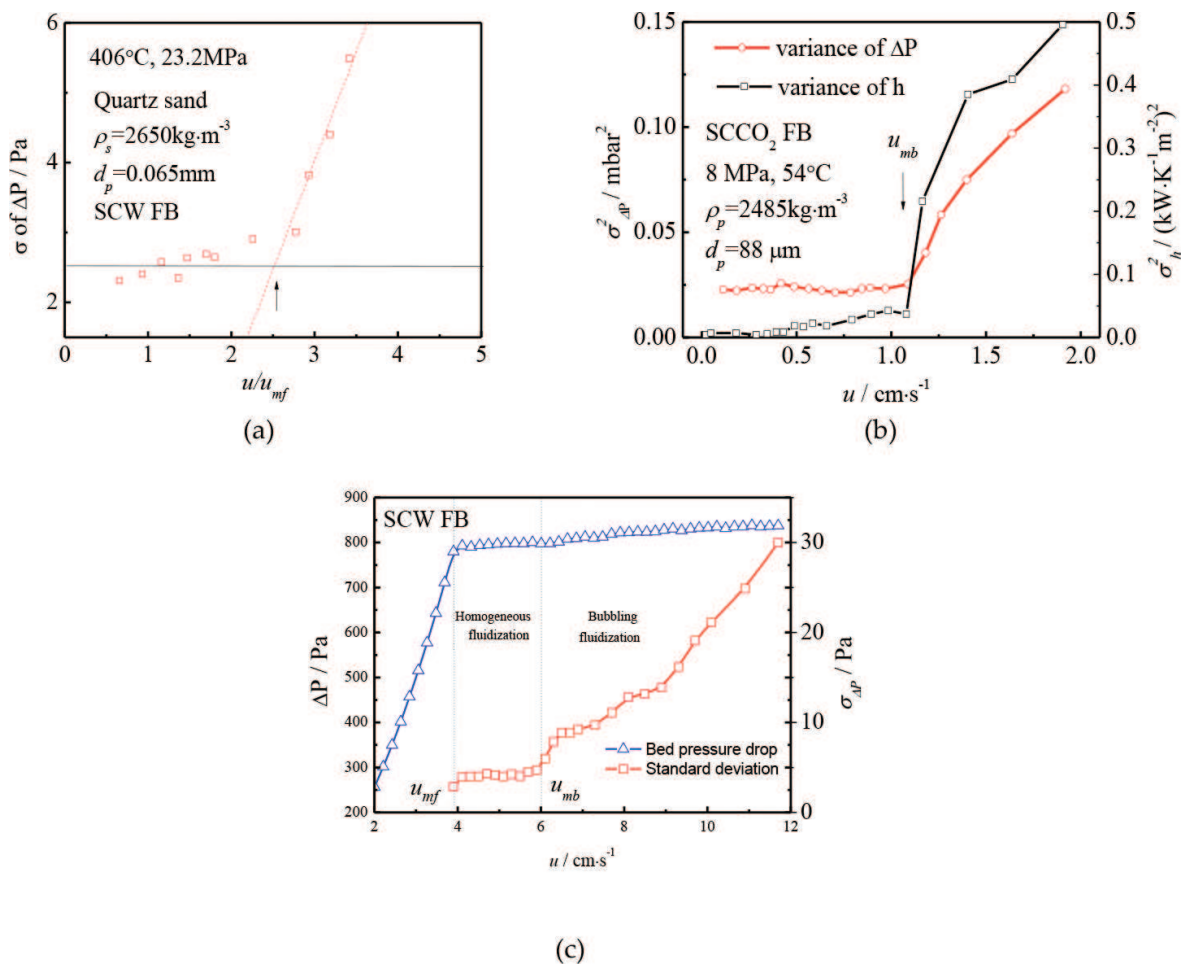 6
4
2
σ of ΔP / Pa
406°C, 23.2MPa
Quartz sand
ρs=2650kg·m-3
dp=0.065mm
SCW FB
0 1 2 3 4 5
u/umf
(a)
0.15
0.10
0.05
0.00
σ²ΔP / mbar²
variance of ΔP
variance of h
SCCO₂ FB
8 MPa, 54°C
ρp=2485kg·m-3
dp=88 μm
umb
0.5
0.4
0.3
0.2
0.1
0.0
σ²h / (kW·K-1m-2)²
0.0 0.5 1.0 1.5 2.0
u / cm·s-1
(b)
900
800
700
600
500
400
300
200
ΔP / Pa
SCW FB
Homogeneous
fluidization
Bubbling
fluidization
Bed pressure drop
Standard deviation
umf
umb
30
20
10
0
σΔP / Pa
2 4 6 8 10 12
u / cm·s-1
(c)